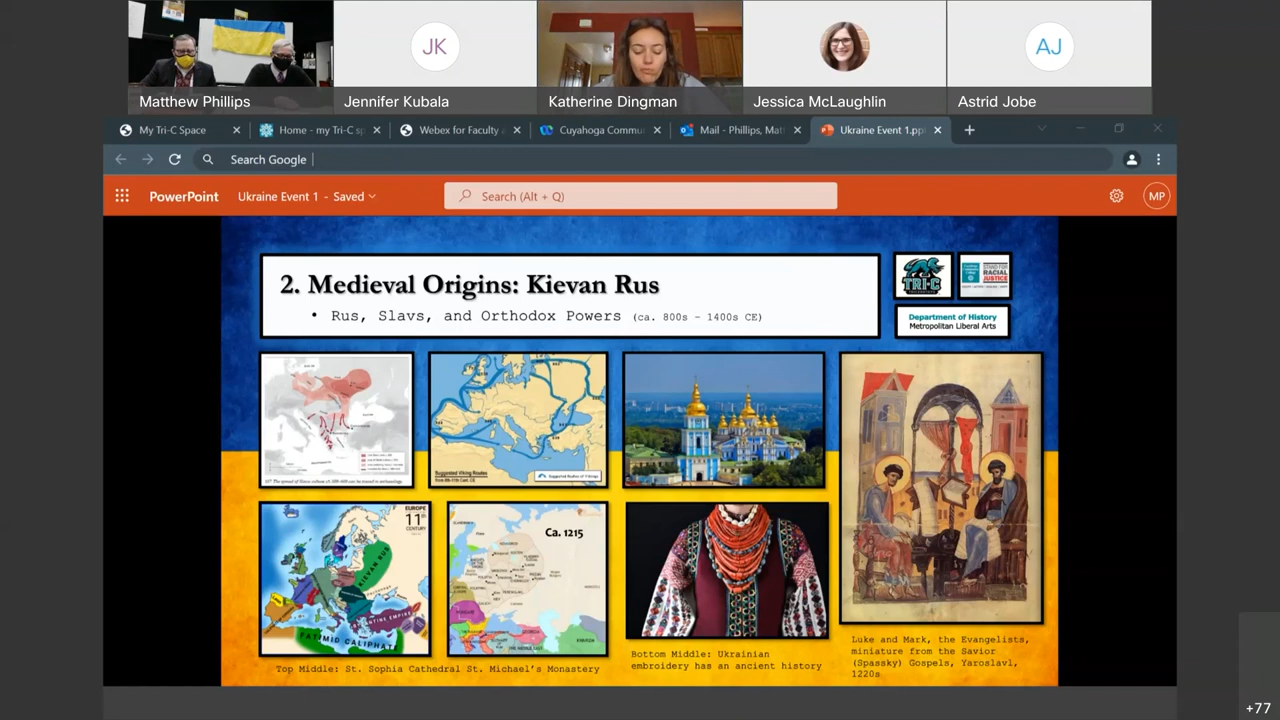 JK
AJ
Matthew Phillips
Jennifer Kubala
Katherine Dingman
Jessica McLaughlin
Astrid Jobe
My Tri-C Space
Home - my Tri-C sp
Webex for Faculty a
Cuyahoga Commu
Mail - Phillips, Mat
Ukraine Event 1.pp
Search Google
PowerPoint
Ukraine Event 1 - Saved
Search (Alt + Q)
MP
2. Medieval Origins: Kievan Rus
• Rus, Slavs, and Orthodox Powers (ca. 800s - 1400s CE)
TRI-C
STAND FOR
RACIAL
JUSTICE
Department of History
Metropolitan Liberal Arts
Suggested Viking Routes
EUROPE
11th
CENTURY
KIEVAN RUS
BYZANTINE EMPIRE
FATIMID CALIPHATE
Ca. 1215
Top Middle: St. Sophia Cathedral St. Michael's Monastery
Bottom Middle: Ukrainian
embroidery has an ancient history
Luke and Mark, the Evangelists,
miniature from the Savior
(Spassky) Gospels, Yaroslavl,
1220s
+77